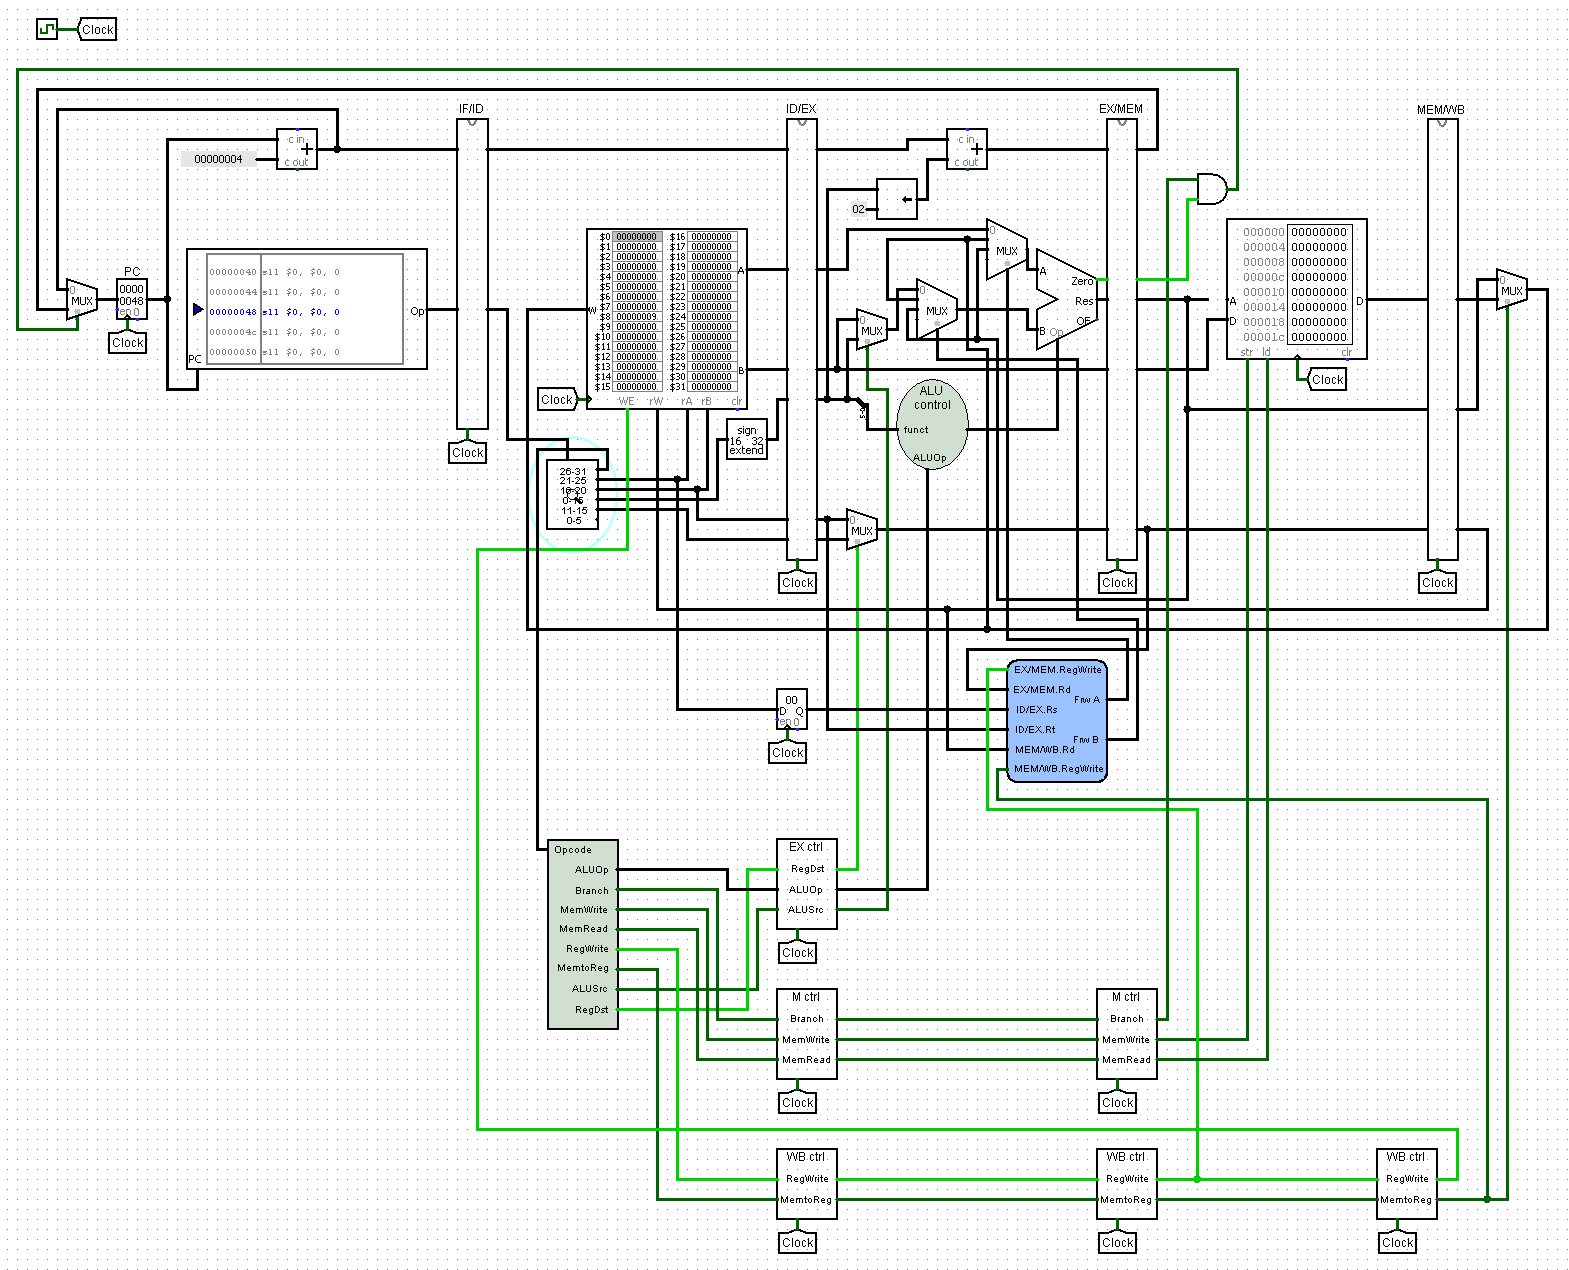 Clock
IF/ID
ID/EX
EX/MEM
MEM/WB
c in
+
c out
00000004
c in
+
c out
02
PC
0
MUX
0000
0048
en 0
Clock
00000040 sll $0, $0, 0
00000044 sll $0, $0, 0
00000048 sll $0, $0, 0
0000004c sll $0, $0, 0
00000050 sll $0, $0, 0
PC
Op
$0 00000000 $16 00000000
$1 00000000 $17 00000000
$2 00000000 $18 00000000
$3 00000000 $19 00000000
$4 00000000 $20 00000000
$5 00000000 $21 00000000
$6 00000000 $22 00000000
$7 00000000 $23 00000000
$8 00000009 $24 00000000
$9 00000000 $25 00000000
$10 00000000 $26 00000000
$11 00000000 $27 00000000
$12 00000000 $28 00000000
$13 00000000 $29 00000000
$14 00000000 $30 00000000
$15 00000000 $31 00000000
W
A
B
WE rW rA rB clr
Clock
sign
16 32
extend
Clock
26-31
21-25
16-20
11-15
0-5
0
MUX
0
MUX
0
MUX
A
B
Zero
Res
OF
Op
ALU
control
funct
ALUOp
0
MUX
000000 00000000
000004 00000000
000008 00000000
00000c 00000000
000010 00000000
000014 00000000
000018 00000000
00001c 00000000
A
D
D
str ld clr
Clock
0
MUX
Clock
Clock
Clock
EX/MEM.RegWrite
EX/MEM.Rd
Frw A
ID/EX.Rs
ID/EX.Rt
Frw B
MEM/WB.Rd
MEM/WB.RegWrite
00
D Q
en 0
Clock
Opcode
ALUOp
Branch
MemWrite
MemRead
RegWrite
MemtoReg
ALUSrc
RegDst
EX ctrl
RegDst
ALUOp
ALUSrc
Clock
M ctrl
Branch
MemWrite
MemRead
Clock
M ctrl
Branch
MemWrite
MemRead
Clock
WB ctrl
RegWrite
MemtoReg
Clock
WB ctrl
RegWrite
MemtoReg
Clock
WB ctrl
RegWrite
MemtoReg
Clock